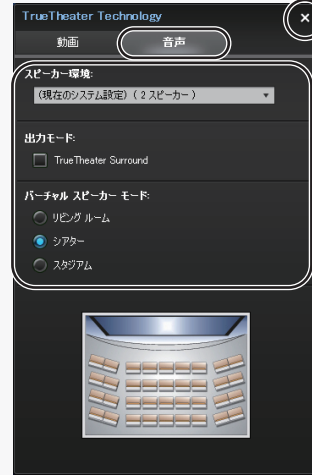 TrueTheater Technology
×
動画
音声
スピーカー環境:
(現在のシステム設定) ( 2 スピーカー )
出力モード:
TrueTheater Surround
バーチャル スピーカー モード:
リビング ルーム
シアター
スタジアム